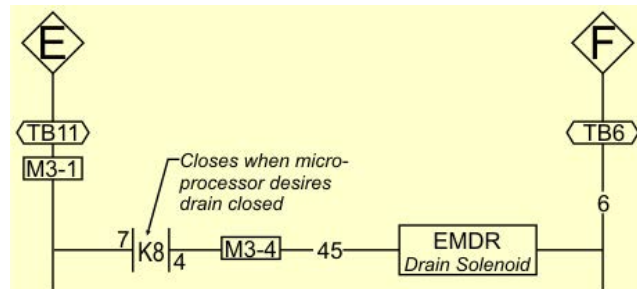 E
F
TB11
TB6
M3-1
Closes when micro-
processor desires
drain closed
6
7
K8
4
M3-4
45
EMDR
Drain Solenoid